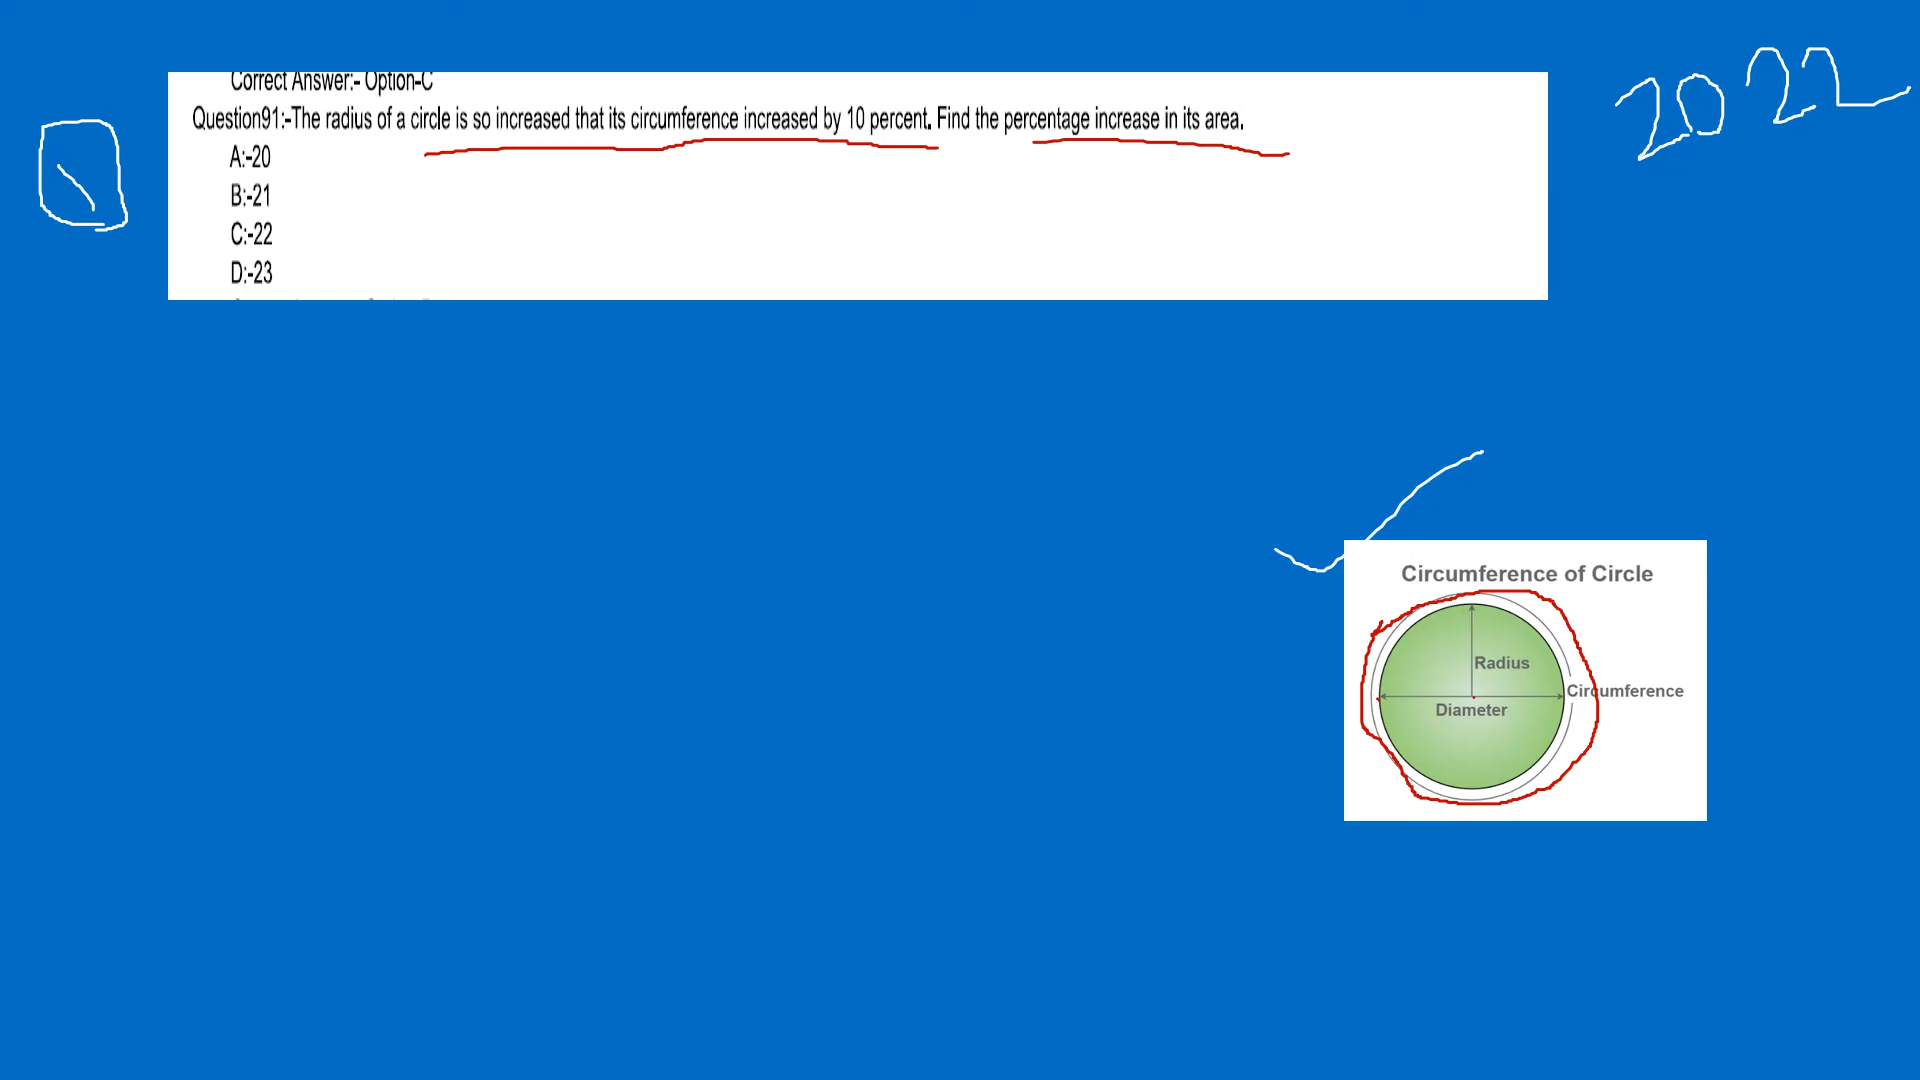 2022
Correct Answer:- Option-C
Question91:-The radius of a circle is so increased that its circumference increased by 10 percent. Find the percentage increase in its area.
A:-20
B:-21
C:-22
D:-23
Circumference of Circle
Radius
Circumference
Diameter